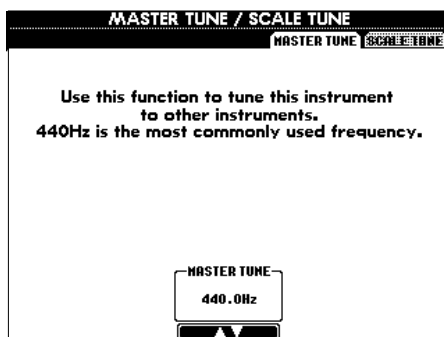 MASTER TUNE / SCALE TUNE
MASTER TUNE SCALE TUNE
Use this function to tune this instrument
to other instruments.
440Hz is the most commonly used frequency.
MASTER TUNE
440.0Hz